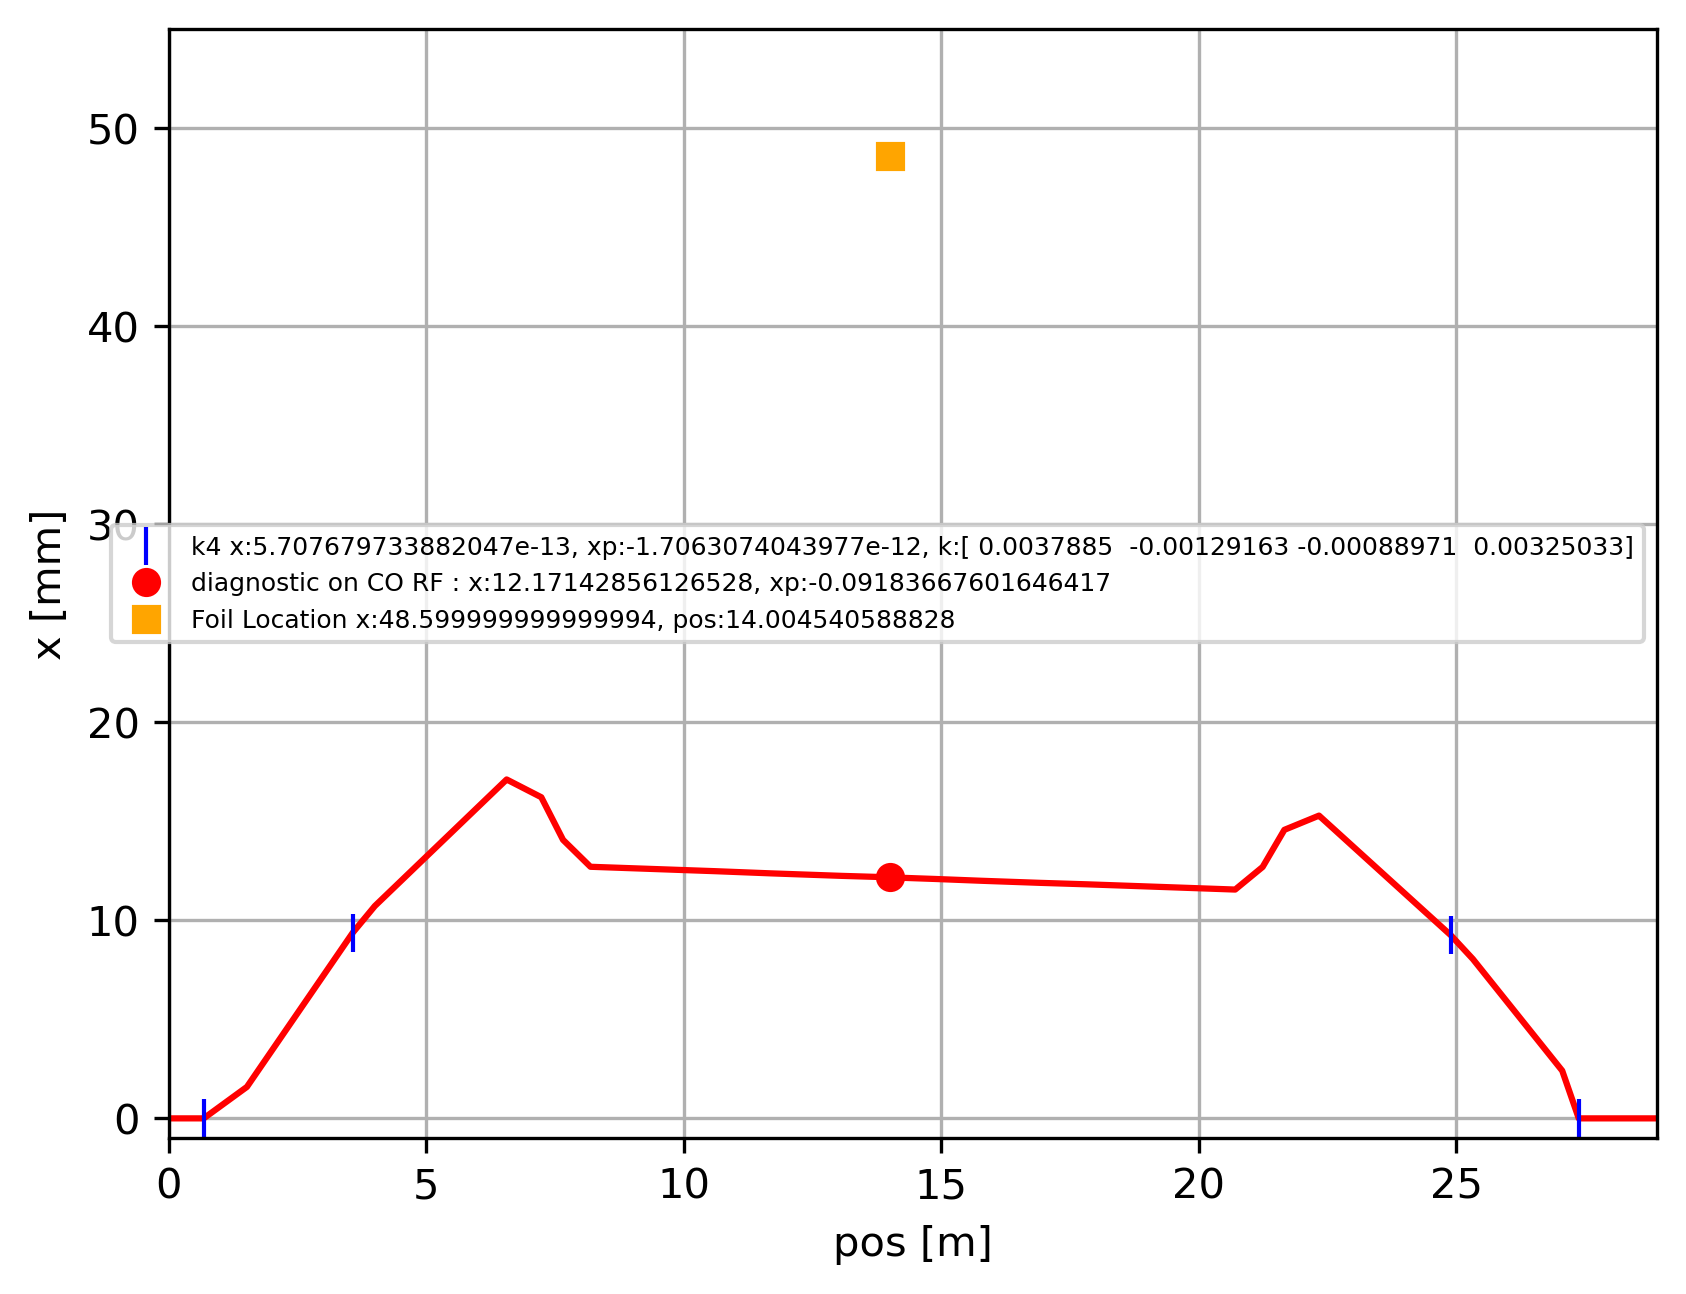 50
40
30
20
10
0
x [mm]
k4 x:5.707679733882047e-13, xp:-1.7063074043977e-12, k:[ 0.0037885  -0.00129163 -0.00088971  0.00325033]
diagnostic on CO RF : x:12.17142856126528, xp:-0.09183667601646417
Foil Location x:48.599999999999994, pos:14.004540588828
0 5 10 15 20 25
pos [m]